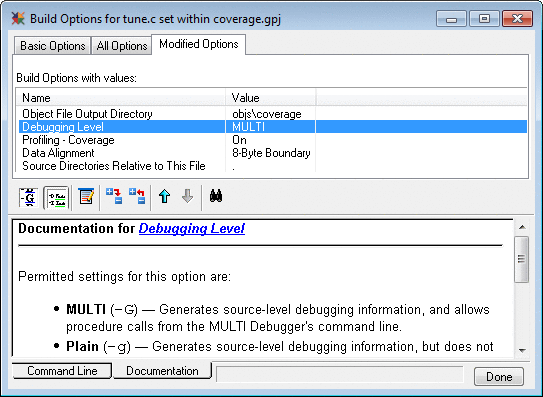 Build Options for tune.c set within coverage.gpj
Basic Options All Options Modified Options
Build Options with values:
Name Value
Object File Output Directory objs\coverage
Debugging Level MULTI
Profiling - Coverage On
Data Alignment 8-Byte Boundary
Source Directories Relative to This File .
Documentation for Debugging Level
Permitted settings for this option are:
• MULTI (-G) — Generates source-level debugging information, and allows
procedure calls from the MULTI Debugger's command line.
• Plain (-g) — Generates source-level debugging information, but does not
Command Line Documentation Done